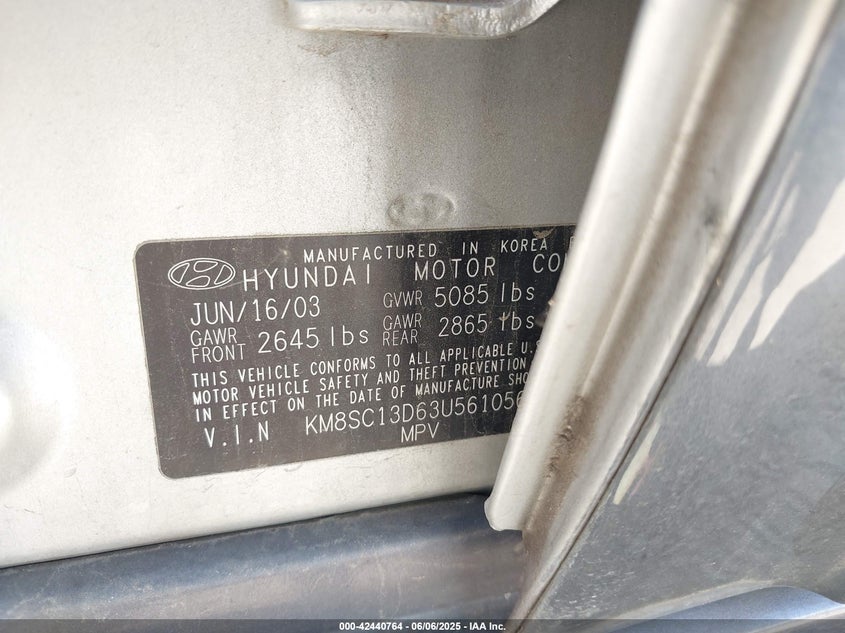 MANUFACTURED IN KOREA
HYUNDAI MOTOR CO
JUN/16/03 GVWR 5085 lbs
GAWR FRONT 2645 lbs GAWR REAR 2865 lbs
THIS VEHICLE CONFORMS TO ALL APPLICABLE U.S
MOTOR VEHICLE SAFETY AND THEFT PREVENTION
IN EFFECT ON THE DATE OF MANUFACTURE SHO
V.I.N KM8SC13D63U561056
MPV
000-42440764 - 06/06/2025 - IAA Inc.